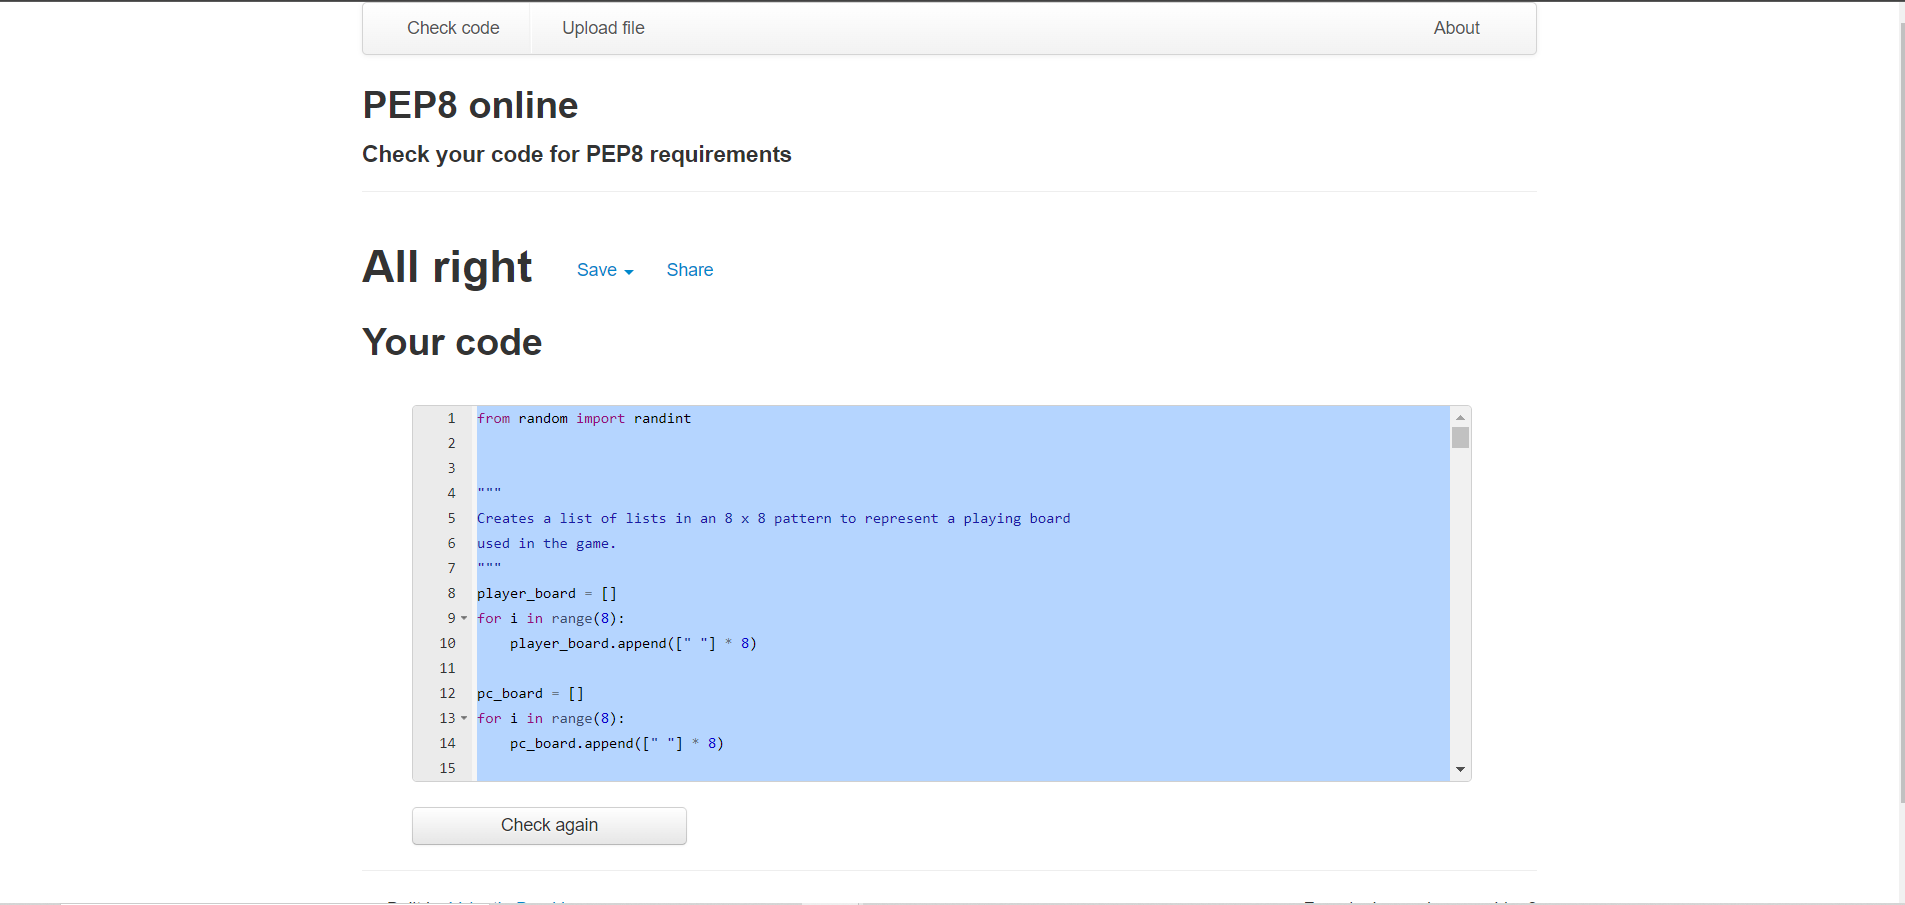 Check code Upload file About
PEP8 online
Check your code for PEP8 requirements
All right Save Share
Your code
1 from random import randint
2
3
4 """
5 Creates a list of lists in an 8 x 8 pattern to represent a playing board
6 used in the game.
7 """
8 player_board = []
9 for i in range(8):
10     player_board.append([" "] * 8)
11
12 pc_board = []
13 for i in range(8):
14     pc_board.append([" "] * 8)
15
Check again